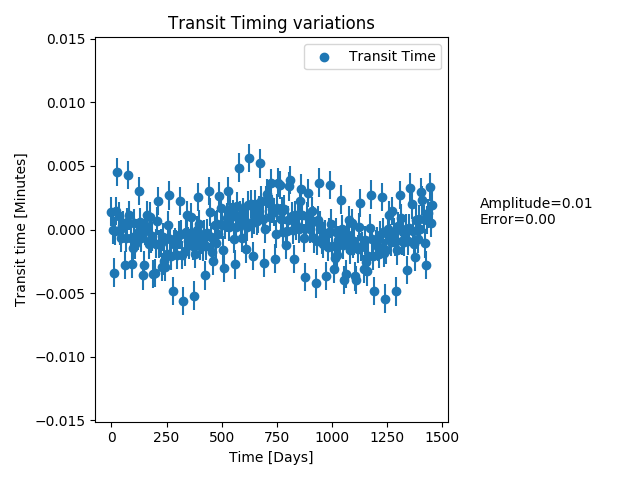 Transit Timing variations
Transit Time
0.015
0.010
0.005
0.000
−0.005
−0.010
−0.015
Transit time [Minutes]
0
250
500
750
1000
1250
1500
Time [Days]
Amplitude=0.01
Error=0.00